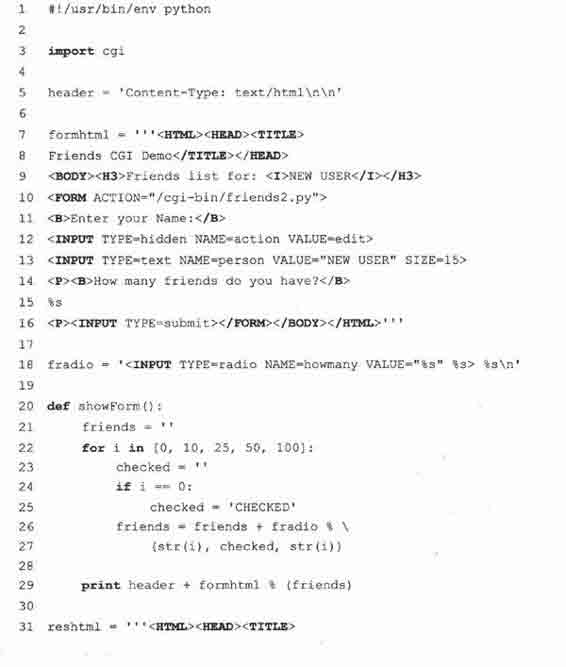 1 #!/usr/bin/env python
2
3 import cgi
4
5 header = 'Content-Type: text/html\n\n'
6
7 formhtml = '''<HTML><HEAD><TITLE>
8 Friends CGI Demo</TITLE></HEAD>
9 <BODY><H3>Friends list for: <I>NEW USER</I></H3>
10 <FORM ACTION="/cgi-bin/friends2.py">
11 <B>Enter your Name:</B>
12 <INPUT TYPE=hidden NAME=action VALUE=edit>
13 <INPUT TYPE=text NAME=person VALUE="NEW USER" SIZE=15>
14 <P><B>How many friends do you have?</B>
15 %s
16 <P><INPUT TYPE=submit></FORM></BODY></HTML>'''
17
18 fradio = '<INPUT TYPE=radio NAME=howmany VALUE="%s" %s> %s\n'
19
20 def showForm():
21 friends = ''
22 for i in [0, 10, 25, 50, 100]:
23 checked = ''
24 if i == 0:
25 checked = 'CHECKED'
26 friends = friends + fradio % \
27 (str(i), checked, str(i))
28
29 print header + formhtml % (friends)
30
31 reshtml = '''<HTML><HEAD><TITLE>